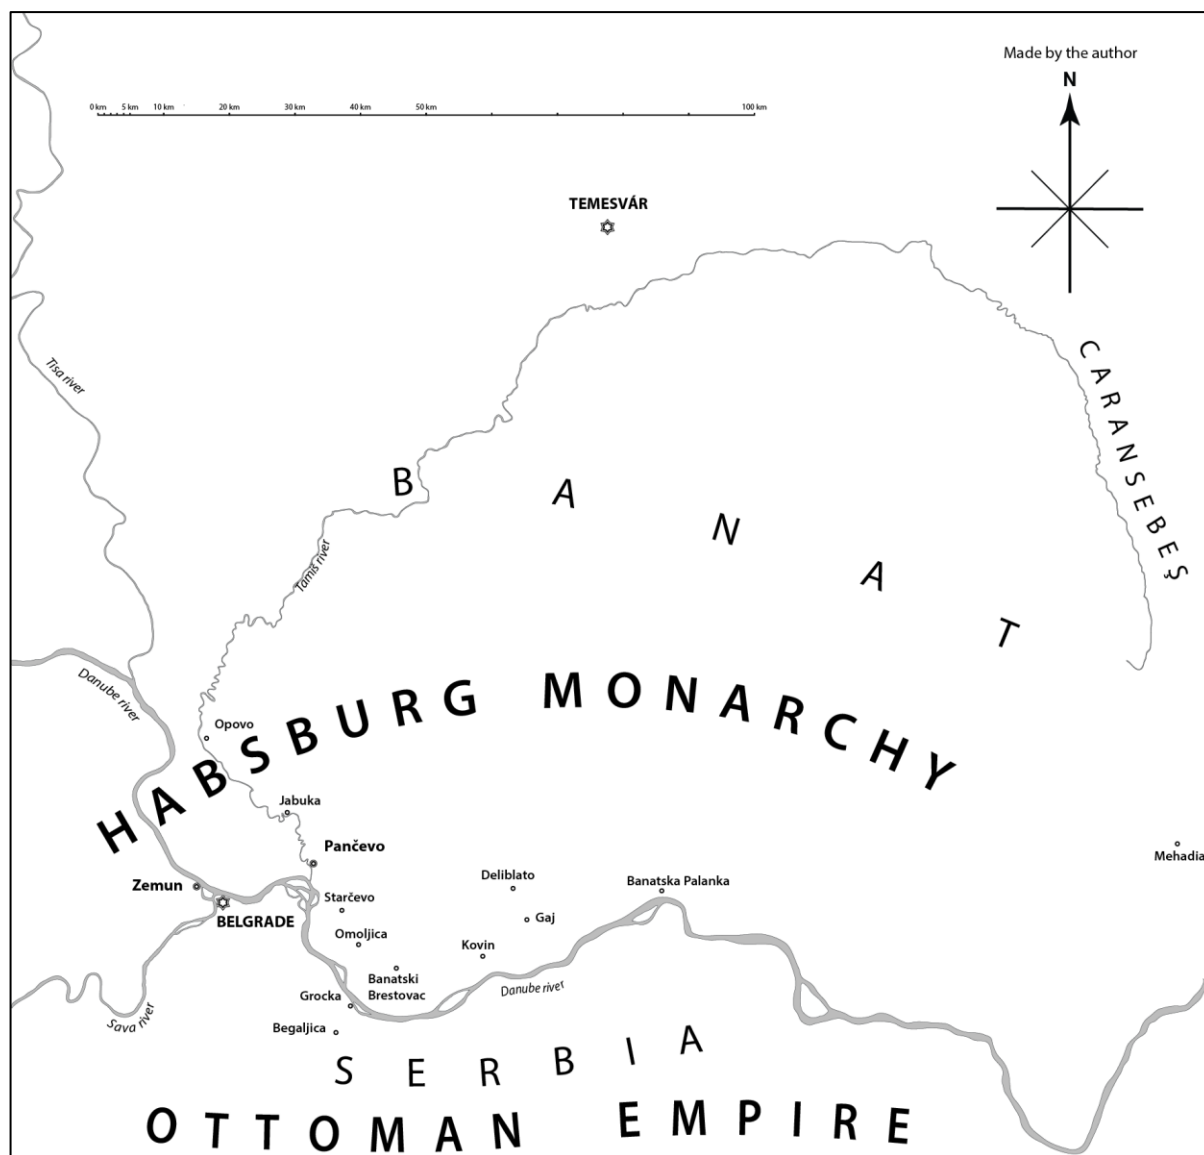 Made by the author
N
0 km 5 km 10 km 20 km 30 km 40 km 50 km 100 km
TEMESVÁR
CARANSEBEȘ
Tisa river
BANAT
Tamiš river
Danube river
HABSBURG MONARCHY
Opovo
Jabuka
Pančevo
Mehadia
Zemun
BELGRADE
Starčevo
Deliblato
Banatska Palanka
Gaj
Omoljica
Kovin
Banatski
Brestovac
Danube river
Grocka
Sava river
Begaljica
SERBIA
OTTOMAN EMPIRE